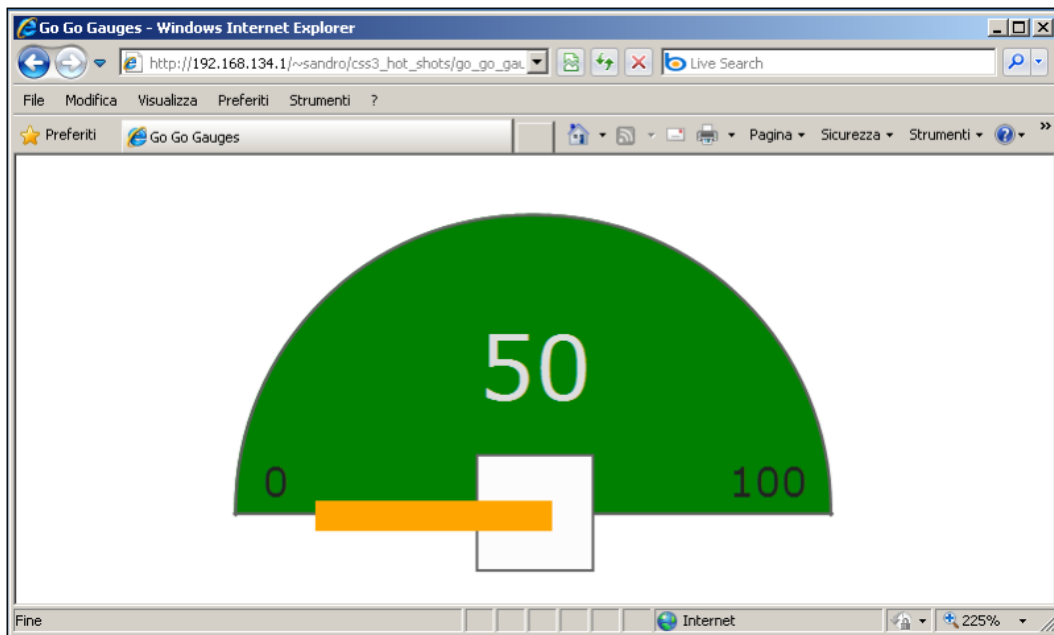 Go Go Gauges - Windows Internet Explorer
http://192.168.134.1/~sandro/css3_hot_shots/go_go_gau
Live Search
File Modifica Visualizza Preferiti Strumenti ?
Preferiti Go Go Gauges Pagina Sicurezza Strumenti
50
0 100
Fine Internet 225%